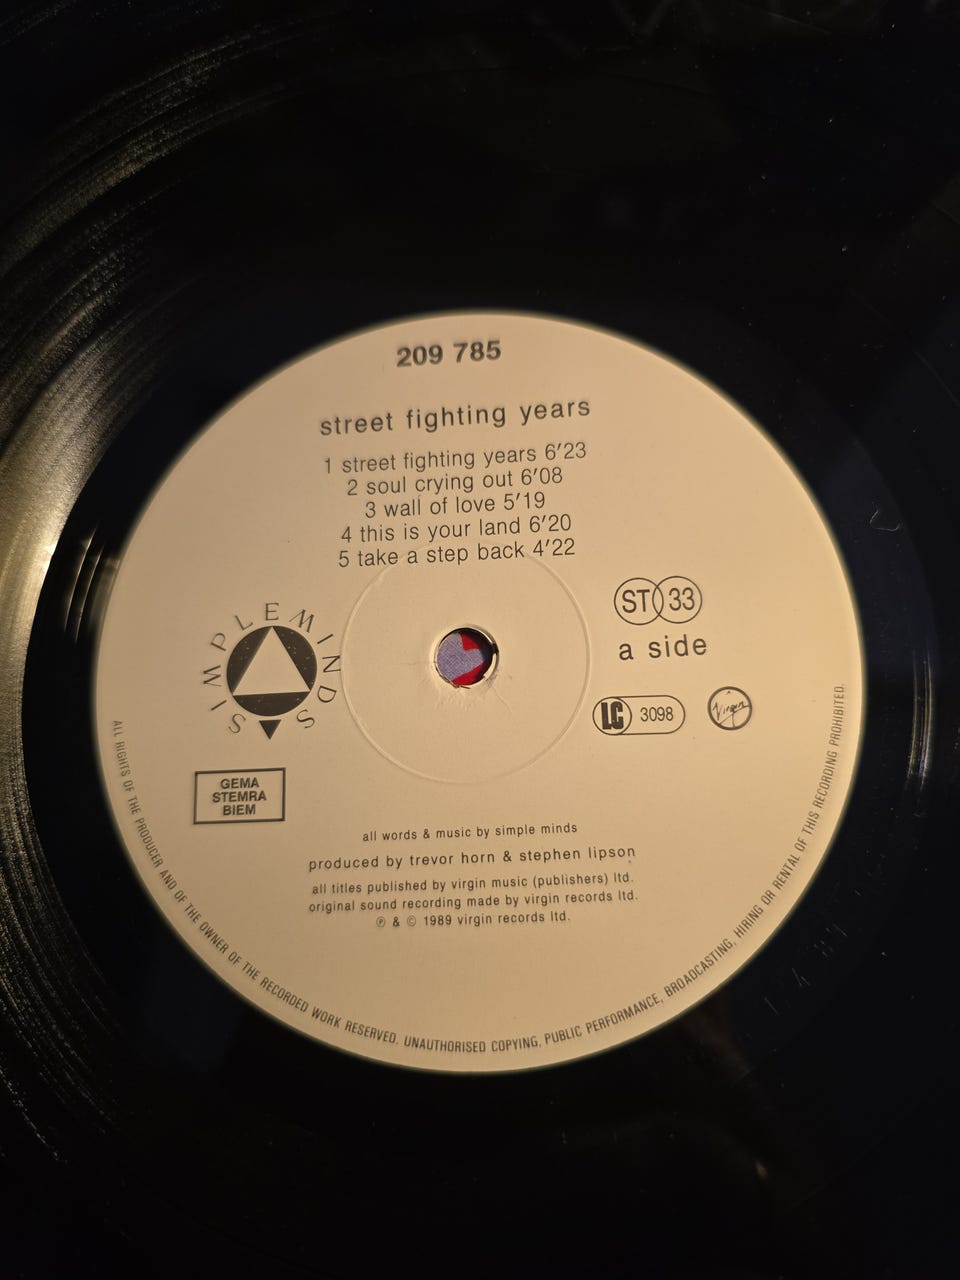 209 785
street fighting years
1 street fighting years 6'23
2 soul crying out 6'08
3 wall of love 5'19
4 this is your land 6'20
5 take a step back 4'22
SIMPLE MINDS
ST 33
a side
LC 3098
Virgin
GEMA
STEMRA
BIEM
all words & music by simple minds
produced by trevor horn & stephen lipson
all titles published by virgin music (publishers) ltd.
original sound recording made by virgin records ltd.
℗ & © 1989 virgin records ltd.
ALL RIGHTS OF THE PRODUCER AND OF THE OWNER OF THE RECORDED WORK RESERVED. UNAUTHORISED COPYING, PUBLIC PERFORMANCE, BROADCASTING, HIRING OR RENTAL OF THIS RECORDING PROHIBITED.